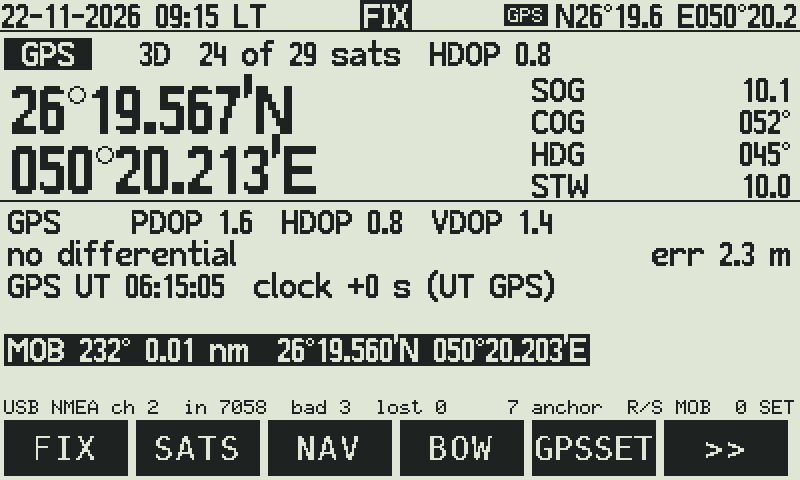 22-11-2026 09:15 LT FIX GPS N26°19.6 E050°20.2
GPS 3D 24 of 29 sats HDOP 0.8
26°19.567'N
050°20.213'E
SOG 10.1
COG 052°
HDG 045°
STW 10.0
GPS PDOP 1.6 HDOP 0.8 VDOP 1.4
no differential err 2.3 m
GPS UT 06:15:05 clock +0 s (UT GPS)
MOB 232° 0.01 nm 26°19.560'N 050°20.203'E
USB NMEA ch 2 in 7058 bad 3 lost 0 7 anchor R/S MOB 0 SET
FIX SATS NAV BOW GPSSET >>